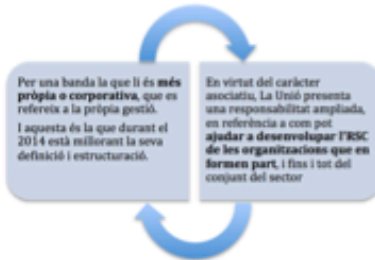 Per una banda la que li és més
pròpia o corporativa, que es
refereix a la pròpia gestió.
I aquesta és la que durant el
2014 està millorant la seva
definició i estructuració.
En virtut del caràcter
associatiu, La Unió presenta
una responsabilitat ampliada,
en referència a com pot
ajudar a desenvolupar l'RSC
de les organitzacions que en
formen part, i fins i tot del
conjunt del sector